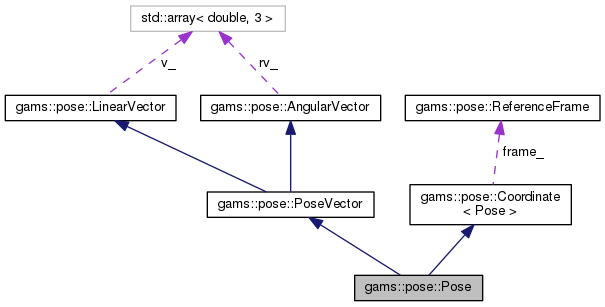 std::array< double, 3 >
v_
rv_
gams::pose::LinearVector
gams::pose::AngularVector
gams::pose::ReferenceFrame
frame_
gams::pose::PoseVector
gams::pose::Coordinate
< Pose >
gams::pose::Pose